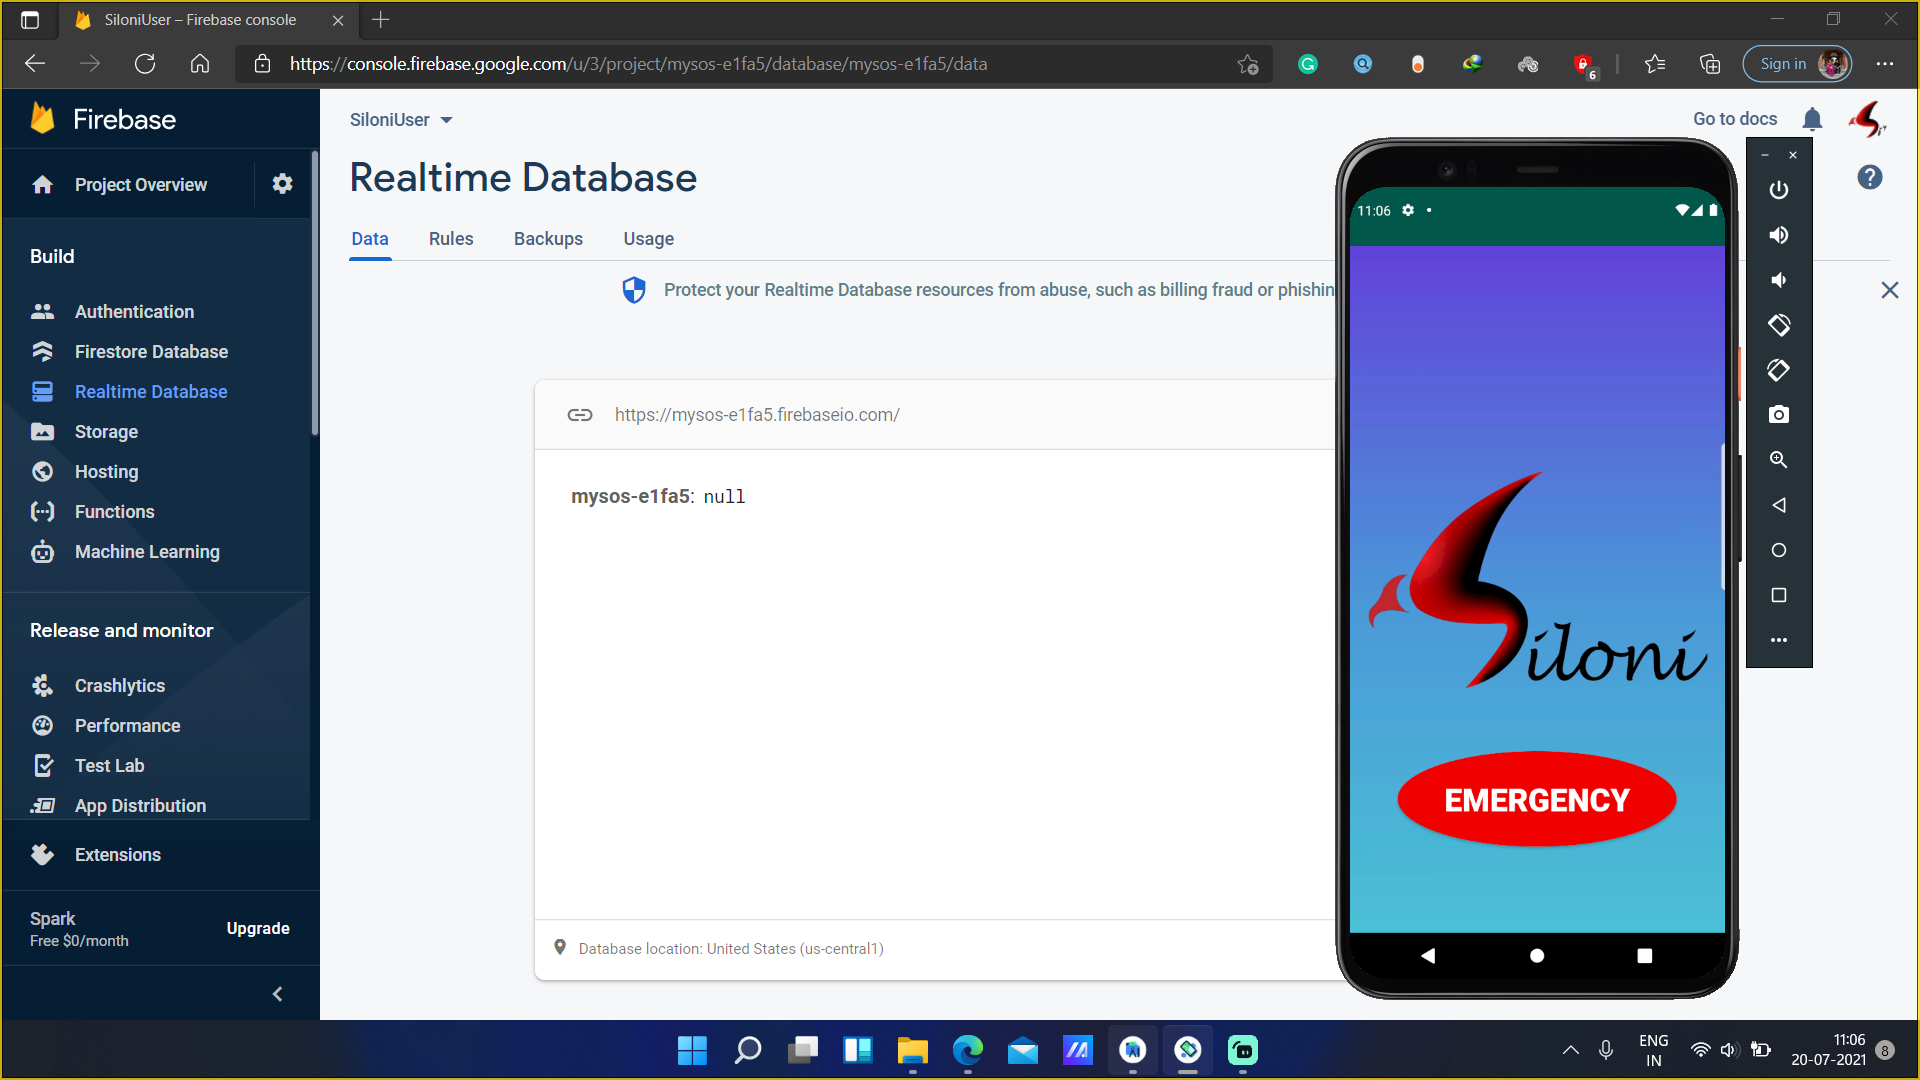 SiloniUser – Firebase console
https://console.firebase.google.com/u/3/project/mysos-e1fa5/database/mysos-e1fa5/data
6
Sign in
Firebase
SiloniUser
Go to docs
Project Overview
Realtime Database
?
11:06
Data Rules Backups Usage
Build
Protect your Realtime Database resources from abuse, such as billing fraud or phishin
Authentication
Firestore Database
Realtime Database
Storage
Hosting
Functions
Machine Learning
https://mysos-e1fa5.firebaseio.com/
mysos-e1fa5: null
Siloni
EMERGENCY
Release and monitor
Crashlytics
Performance
Test Lab
App Distribution
Extensions
Spark
Free $0/month
Upgrade
Database location: United States (us-central1)
ENG
IN
11:06
20-07-2021
8